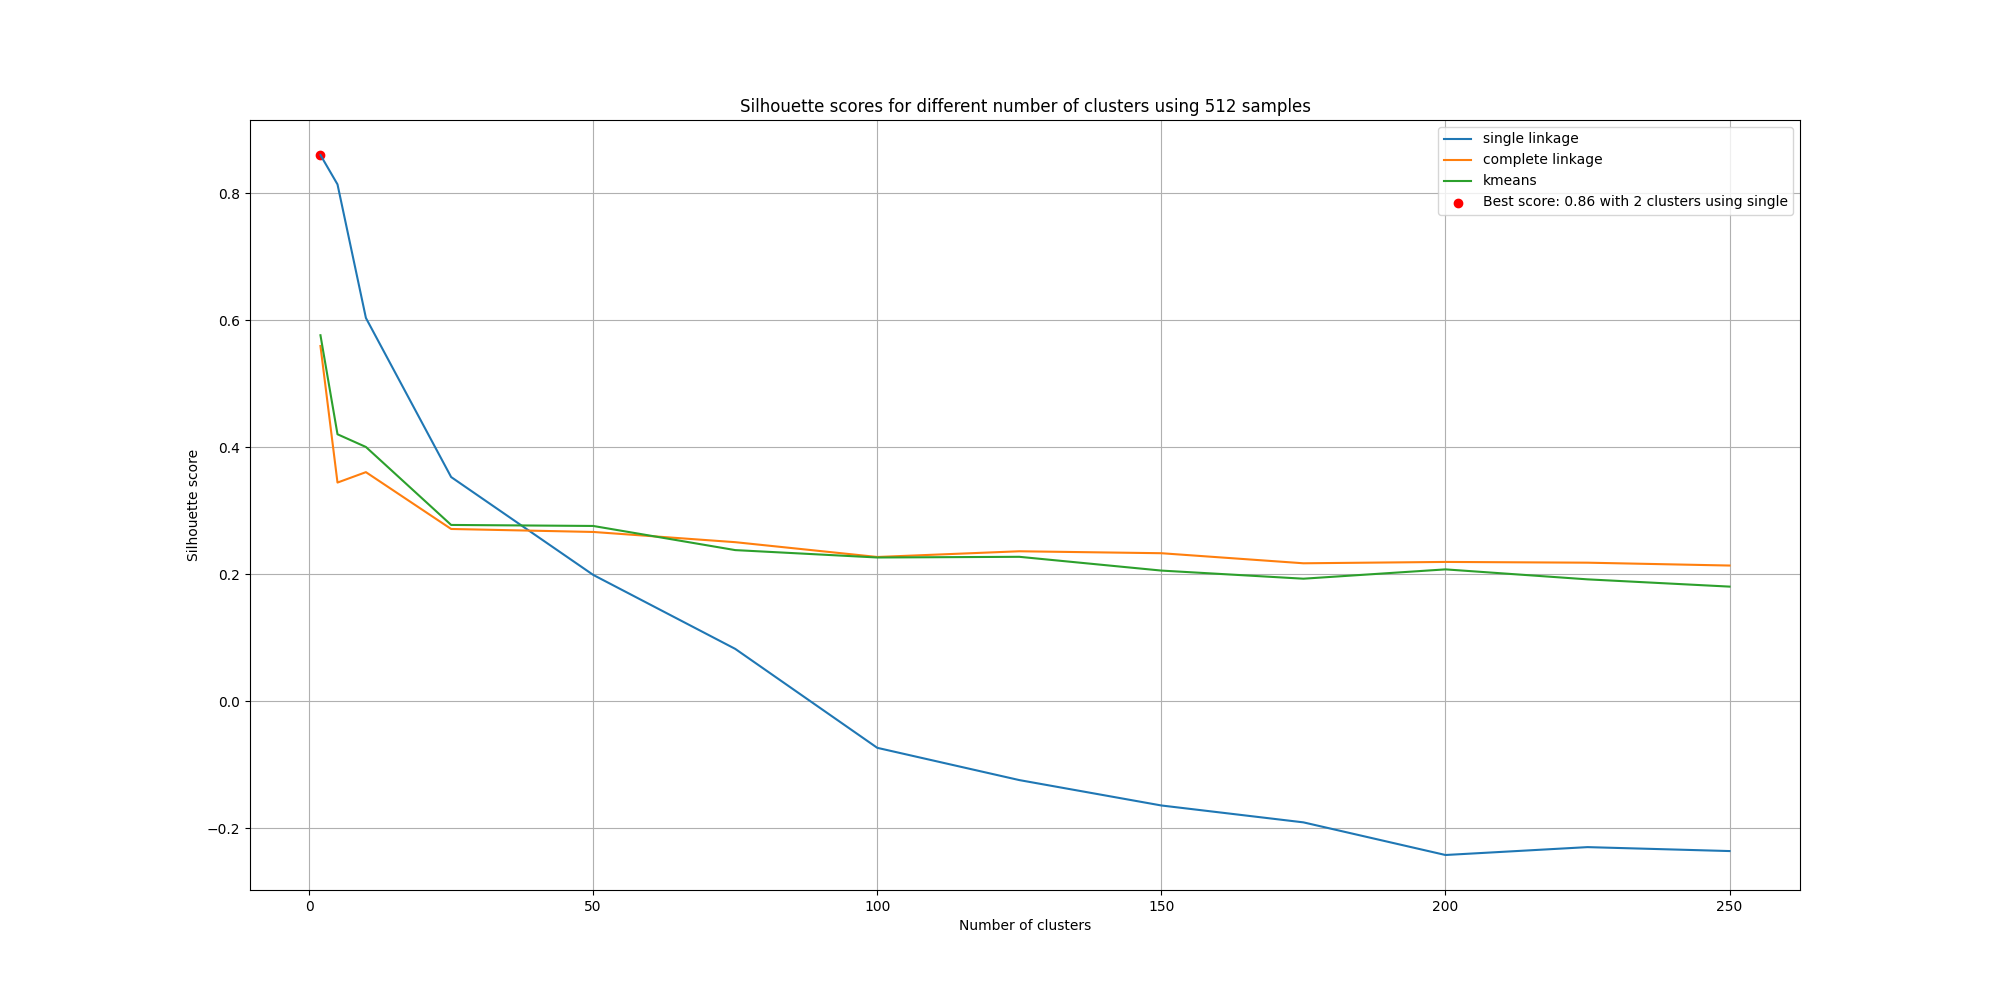 Silhouette scores for different number of clusters using 512 samples
single linkage
complete linkage
kmeans
Best score: 0.86 with 2 clusters using single
Silhouette score
0.8
0.6
0.4
0.2
0.0
−0.2
0 50 100 150 200 250
Number of clusters